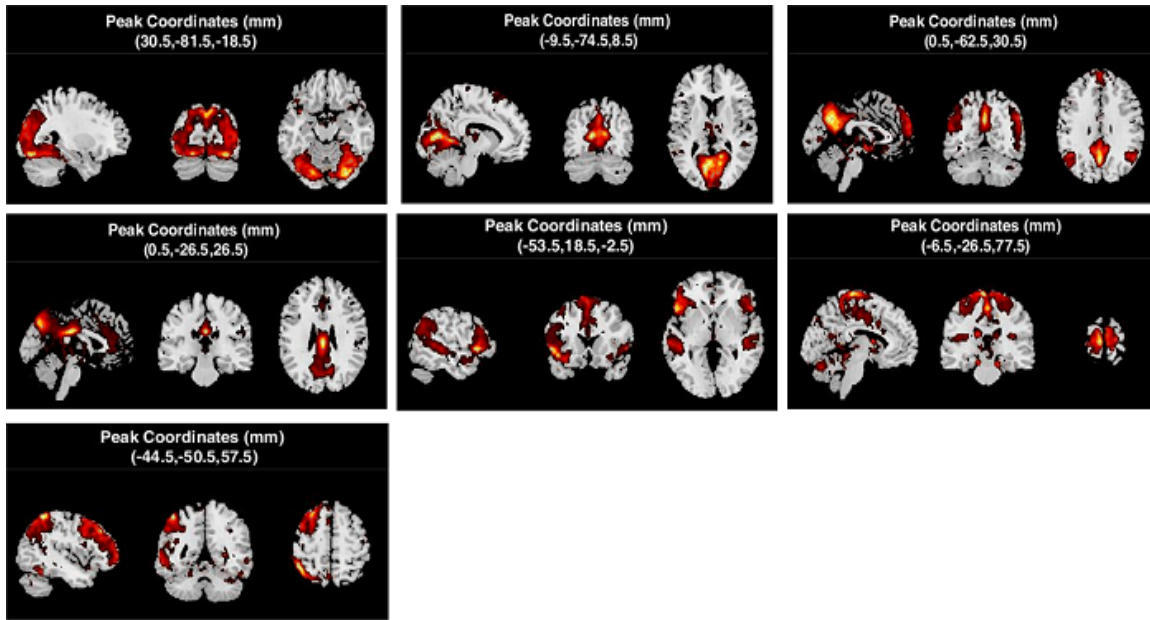 Peak Coordinates (mm)
(30.5,-81.5,-18.5)
Peak Coordinates (mm)
(-9.5,-74.5,8.5)
Peak Coordinates (mm)
(0.5,-62.5,30.5)
Peak Coordinates (mm)
(0.5,-26.5,26.5)
Peak Coordinates (mm)
(-53.5,18.5,-2.5)
Peak Coordinates (mm)
(-6.5,-26.5,77.5)
Peak Coordinates (mm)
(-44.5,-50.5,57.5)